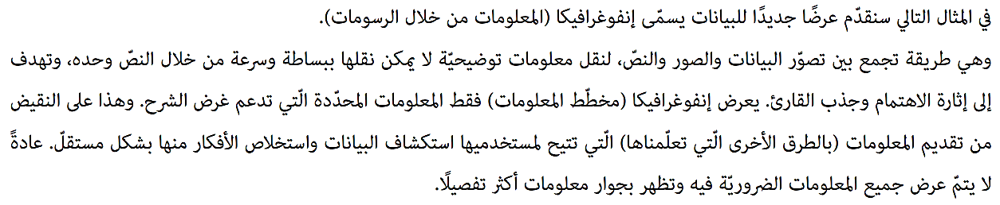 في المثال التالي سنقدّم عرضًا جديدًا للبيانات يسمّى إنفوغرافيكا (المعلومات من خلال الرسومات).
وهي طريقة تجمع بين تصوّر البيانات والصور والنصّ، لنقل معلومات توضيحيّة لا يمكن نقلها ببساطة وسرعة من خلال النصّ وحده، وتهدف
إلى إثارة الاهتمام وجذب القارئ. يعرض إنفوغرافيكا (مخطّط المعلومات) فقط المعلومات المحدّدة الّتي تدعم غرض الشرح. وهذا على النقيض
من تقديم المعلومات (بالطرق الأخرى الّتي تعلّمناها) الّتي تتيح لمستخدميها استكشاف البيانات واستخلاص الأفكار منها بشكل مستقلّ. عادةً
لا يتمّ عرض جميع المعلومات الضروريّة فيه وتظهر بجوار معلومات أكثر تفصيلًا.